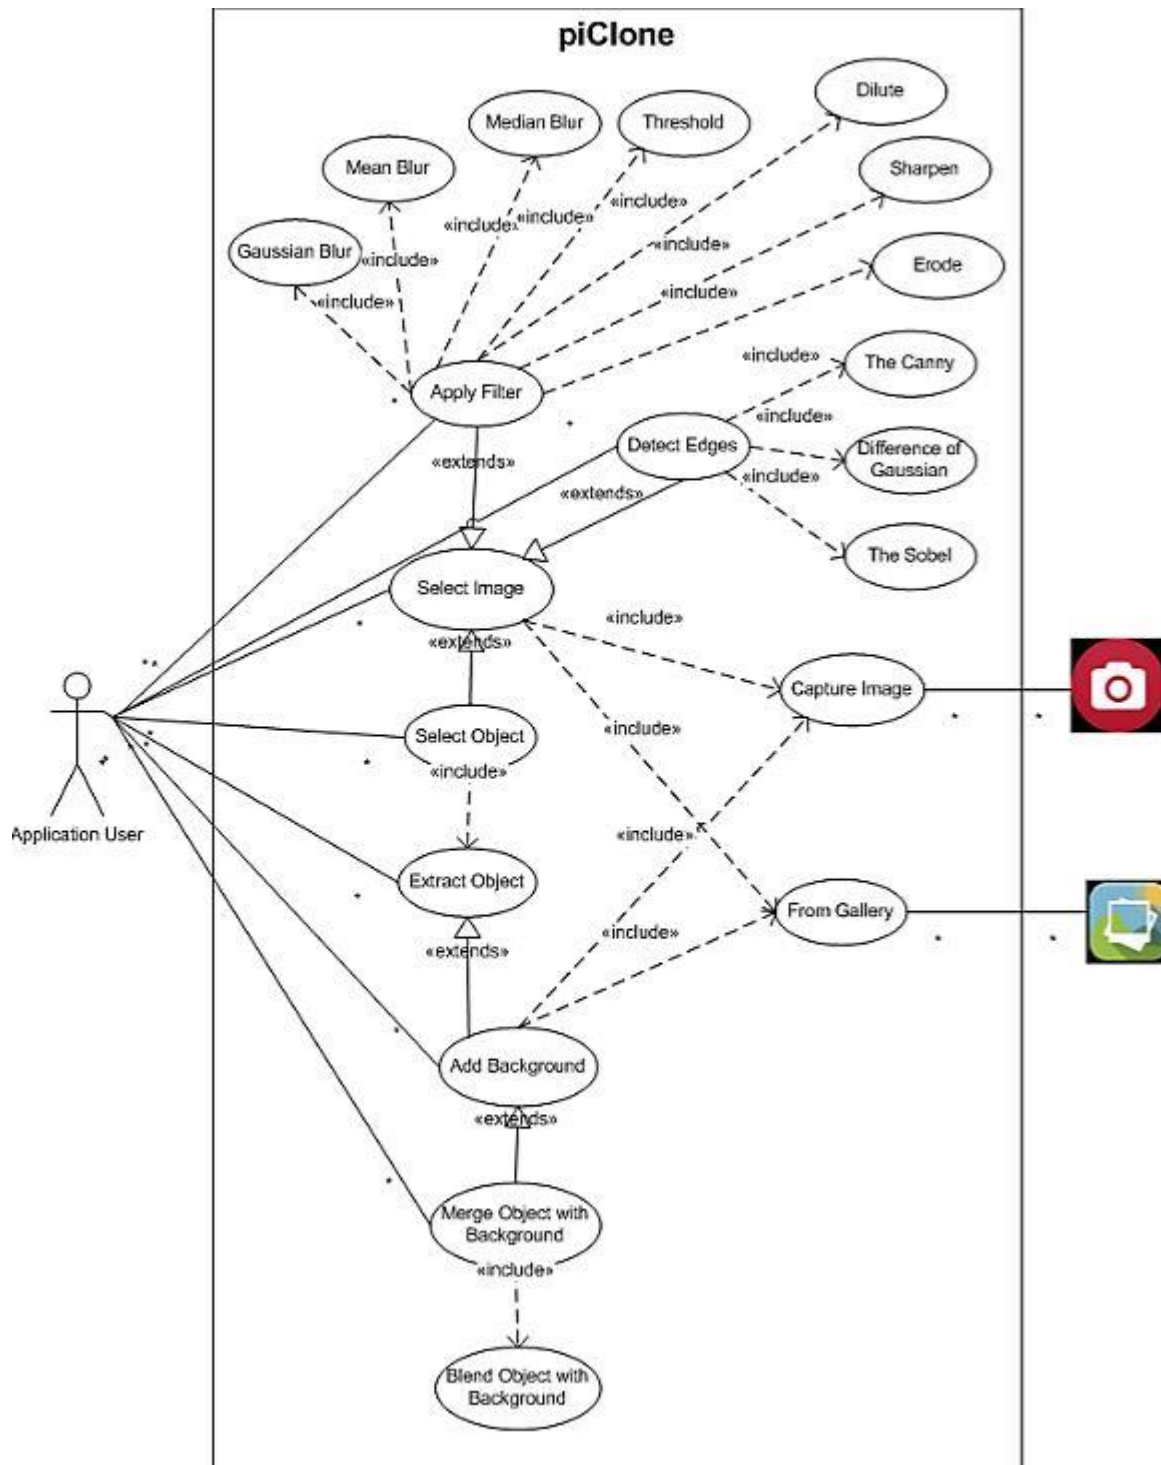 piClone
Dilute
Median Blur
Threshold
Mean Blur
Sharpen
«include»
«include»
«include»
Gaussian Blur
«include»
«include»
Erode
«include»
«include»
«include»
The Canny
Apply Filter
*
*
«include»
Detect Edges
Difference of
Gaussian
«extends»
«include»
«extends»
The Sobel
Select Image
*
«include»
«extends»
* *
Capture Image
*
*
Select Object
«include»
*
«include»
* *
*
*
Application User
«include»
Extract Object
*
From Gallery
«include»
*
*
«extends»
*
Add Background
«extends»
*
Merge Object with
Background
«include»
Blend Object with
Background